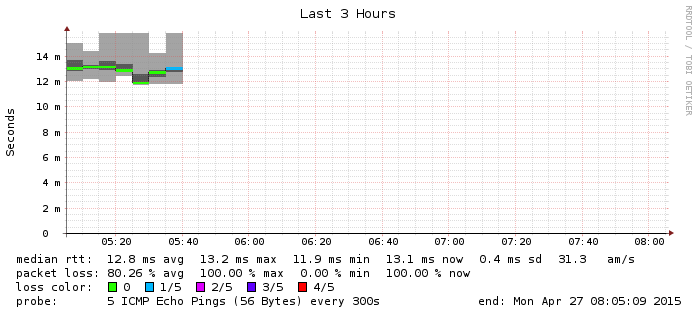 Last 3 Hours
RRDTOOL / TOBI OETIKER
Seconds
14 m
12 m
10 m
8 m
6 m
4 m
2 m
0
05:20 05:40 06:00 06:20 06:40 07:00 07:20 07:40 08:00
median rtt: 12.8 ms avg 13.2 ms max 11.9 ms min 13.1 ms now 0.4 ms sd 31.3 am/s
packet loss: 80.26 % avg 100.00 % max 0.00 % min 100.00 % now
loss color: 0 1/5 2/5 3/5 4/5
probe: 5 ICMP Echo Pings (56 Bytes) every 300s end: Mon Apr 27 08:05:09 2015